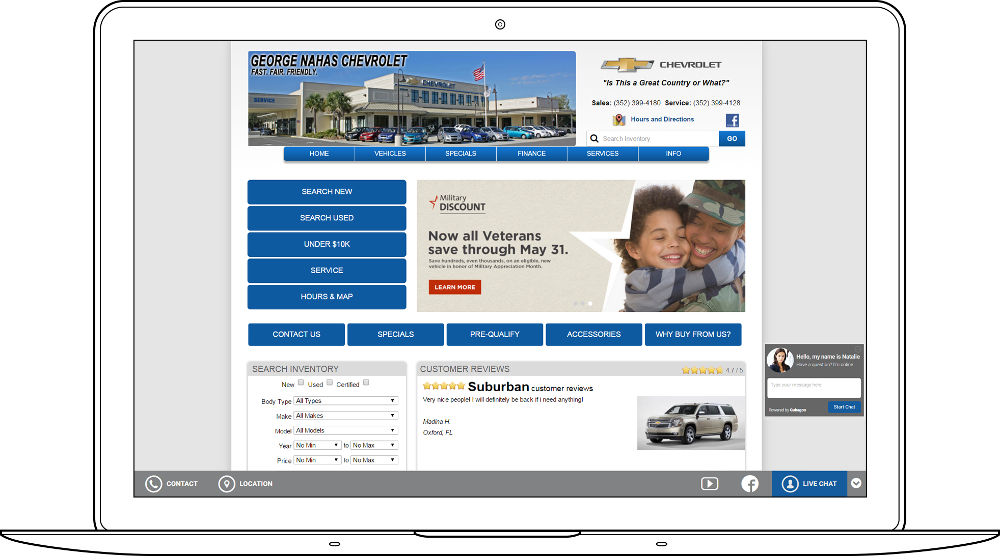 GEORGE NAHAS CHEVROLET
FAST. FAIR. FRIENDLY.
CHEVROLET
SERVICE
CHEVROLET
"Is This a Great Country or What?"
Sales: (352) 399-4180 Service: (352) 399-4128
Hours and Directions
Search Inventory GO
HOME VEHICLES SPECIALS FINANCE SERVICES INFO
SEARCH NEW
SEARCH USED
UNDER $10K
SERVICE
HOURS & MAP
Military
DISCOUNT
Now all Veterans
save through May 31.
Save hundreds, even thousands, on an eligible, new
vehicle in honor of Military Appreciation Month.
LEARN MORE
CONTACT US SPECIALS PRE-QUALIFY ACCESSORIES WHY BUY FROM US?
SEARCH INVENTORY
New Used Certified
Body Type All Types
Make All Makes
Model All Models
Year No Min to No Max
Price No Min to No Max
CUSTOMER REVIEWS 4.7 / 5
Suburban customer reviews
Very nice people! I will definitely be back if i need anything!
Madina H.
Oxford, FL
Hello, my name is Natalie
Have a question? I'm online
Type your message here
Powered by Gubagoo Start Chat
CONTACT LOCATION LIVE CHAT